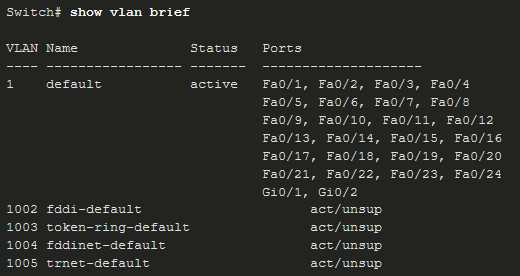 Switch# show vlan brief
VLAN Name Status Ports
---- ----------------- ------- --------------------
1 default active Fa0/1, Fa0/2, Fa0/3, Fa0/4
Fa0/5, Fa0/6, Fa0/7, Fa0/8
Fa0/9, Fa0/10, Fa0/11, Fa0/12
Fa0/13, Fa0/14, Fa0/15, Fa0/16
Fa0/17, Fa0/18, Fa0/19, Fa0/20
Fa0/21, Fa0/22, Fa0/23, Fa0/24
Gi0/1, Gi0/2
1002 fddi-default act/unsup
1003 token-ring-default act/unsup
1004 fddinet-default act/unsup
1005 trnet-default act/unsup